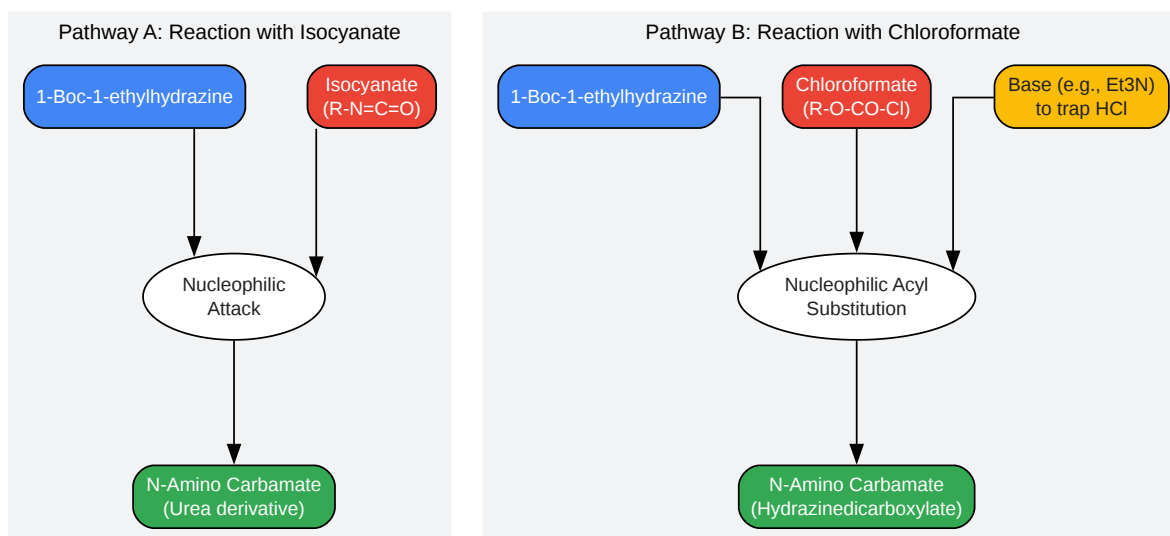 Pathway A: Reaction with Isocyanate
1-Boc-1-ethylhydrazine
Isocyanate
(R-N=C=O)
Nucleophilic
Attack
N-Amino Carbamate
(Urea derivative)
Pathway B: Reaction with Chloroformate
1-Boc-1-ethylhydrazine
Chloroformate
(R-O-CO-Cl)
Base (e.g., Et3N)
to trap HCl
Nucleophilic Acyl
Substitution
N-Amino Carbamate
(Hydrazinedicarboxylate)